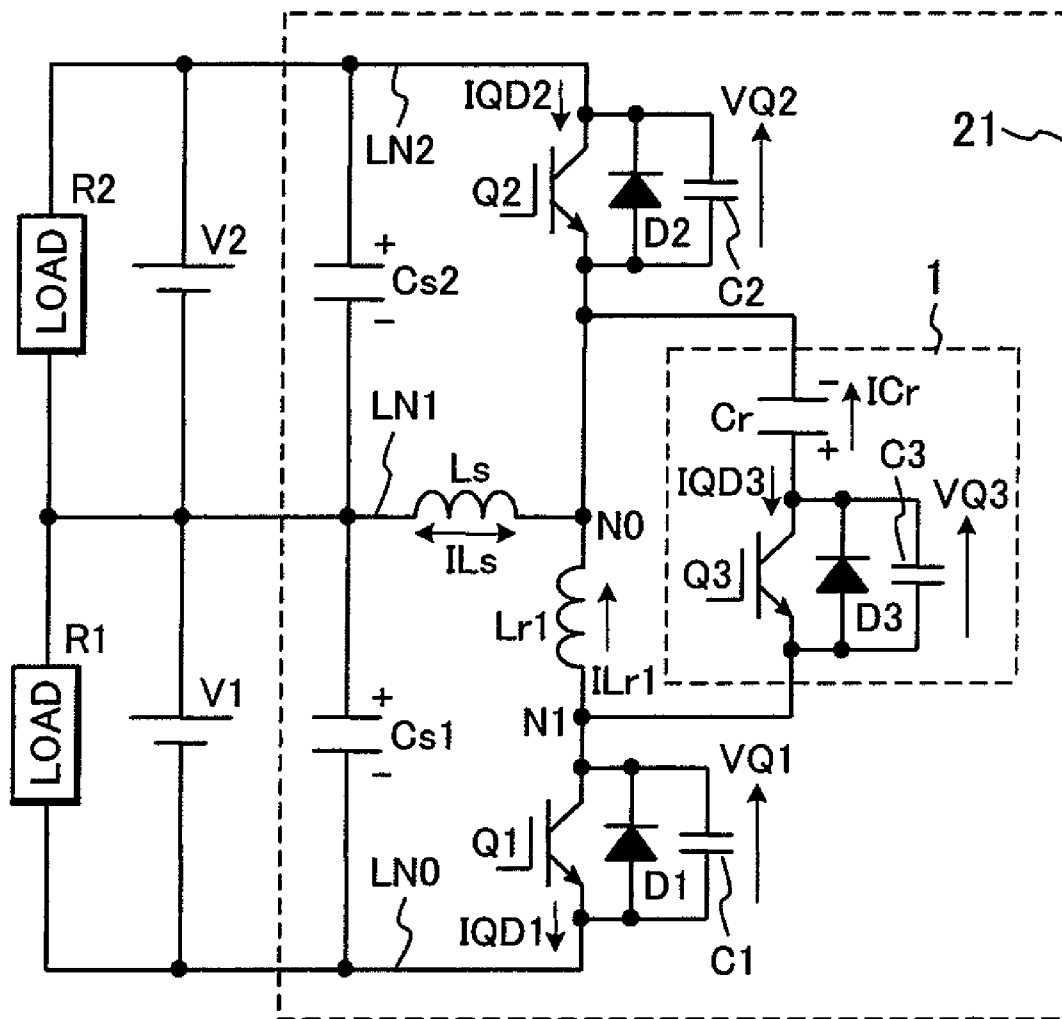 IQD2
VQ2
21
LN2
R2
Q2
LOAD
V2
D2
+
Cs2
C2
1
-
LN1
-
ICr
Cr
Ls
+
C3
IQD3
VQ3
N0
ILs
Q3
Lr1
D3
R1
ILr1
LOAD
V1
+
N1
Cs1
VQ1
-
Q1
LN0
D1
IQD1
C1